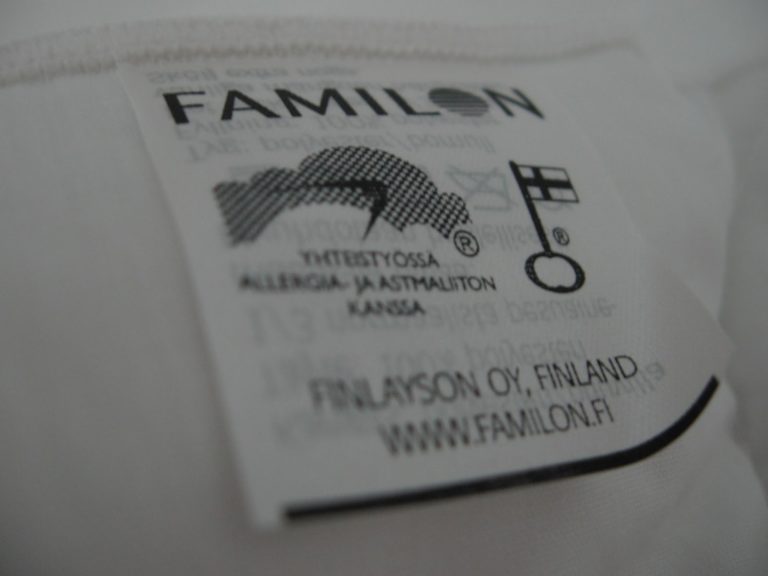 FAMILON
®
®
YHTEISTYÖSSÄ
ALLERGIA- JA ASTMALIITON
KANSSA
FINLAYSON OY, FINLAND
WWW.FAMILON.FI